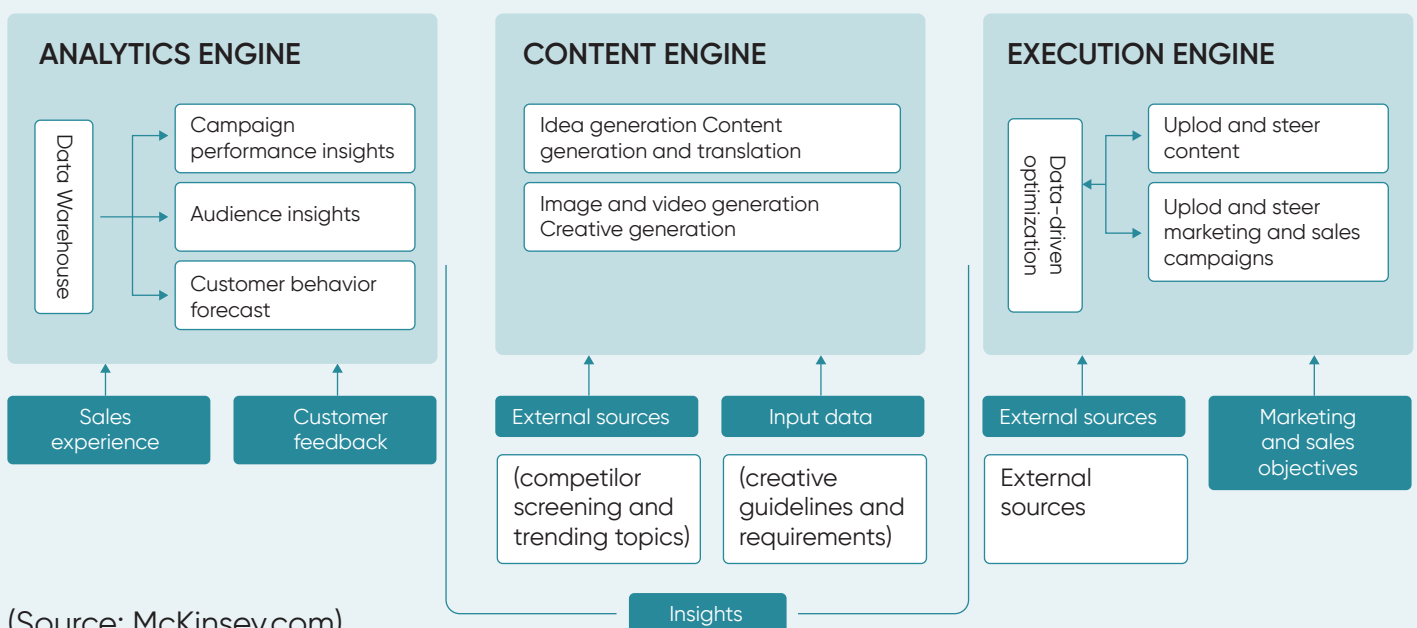 ANALYTICS ENGINE
Data Warehouse
Campaign
performance insights
Audience insights
Customer behavior
forecast
Sales
experience
Customer
feedback
CONTENT ENGINE
Idea generation Content
generation and translation
Image and video generation
Creative generation
External sources
(competilor
screening and
trending topics)
Input data
(creative
guidelines and
requirements)
EXECUTION ENGINE
Data-driven
optimization
Uplod and steer
content
Uplod and steer
marketing and sales
campaigns
External sources
External
sources
Marketing
and sales
objectives
Insights
(Source: McKinsey.com)